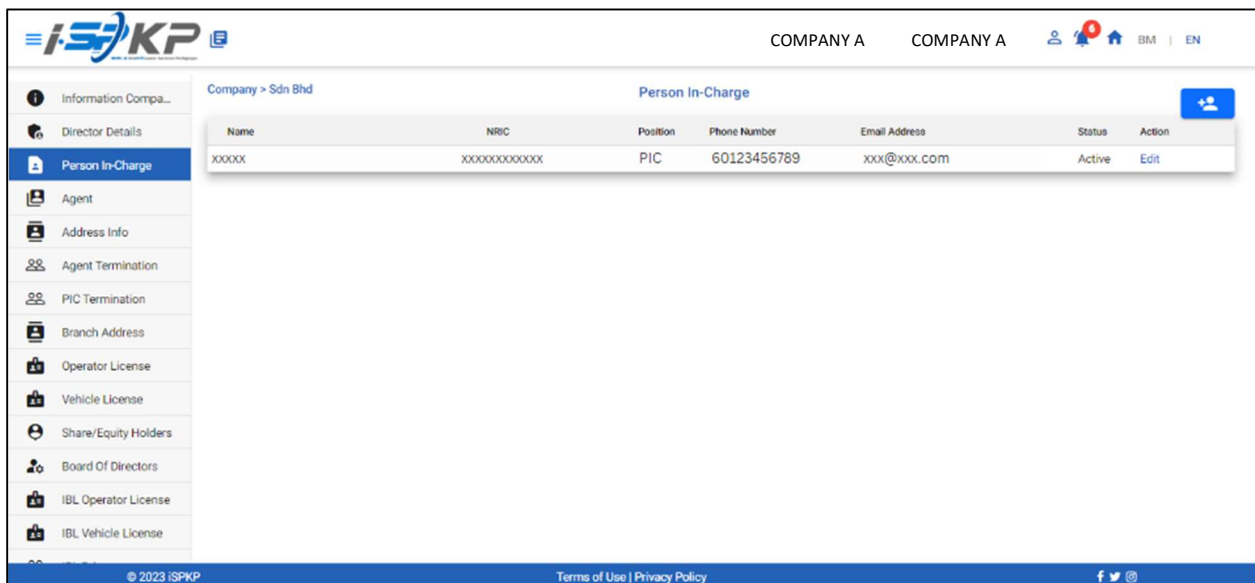 i-SPKP COMPANY A COMPANY A 6 BM | EN
Company > Sdn Bhd Person In-Charge
Name NRIC Position Phone Number Email Address Status Action
XXXXX XXXXXXXXXXXX PIC 60123456789 xxx@xxx.com Active Edit
Information Compa...
Director Details
Person In-Charge
Agent
Address Info
Agent Termination
PIC Termination
Branch Address
Operator License
Vehicle License
Share/Equity Holders
Board Of Directors
IBL Operator License
IBL Vehicle License
© 2023 iSPKP Terms of Use | Privacy Policy